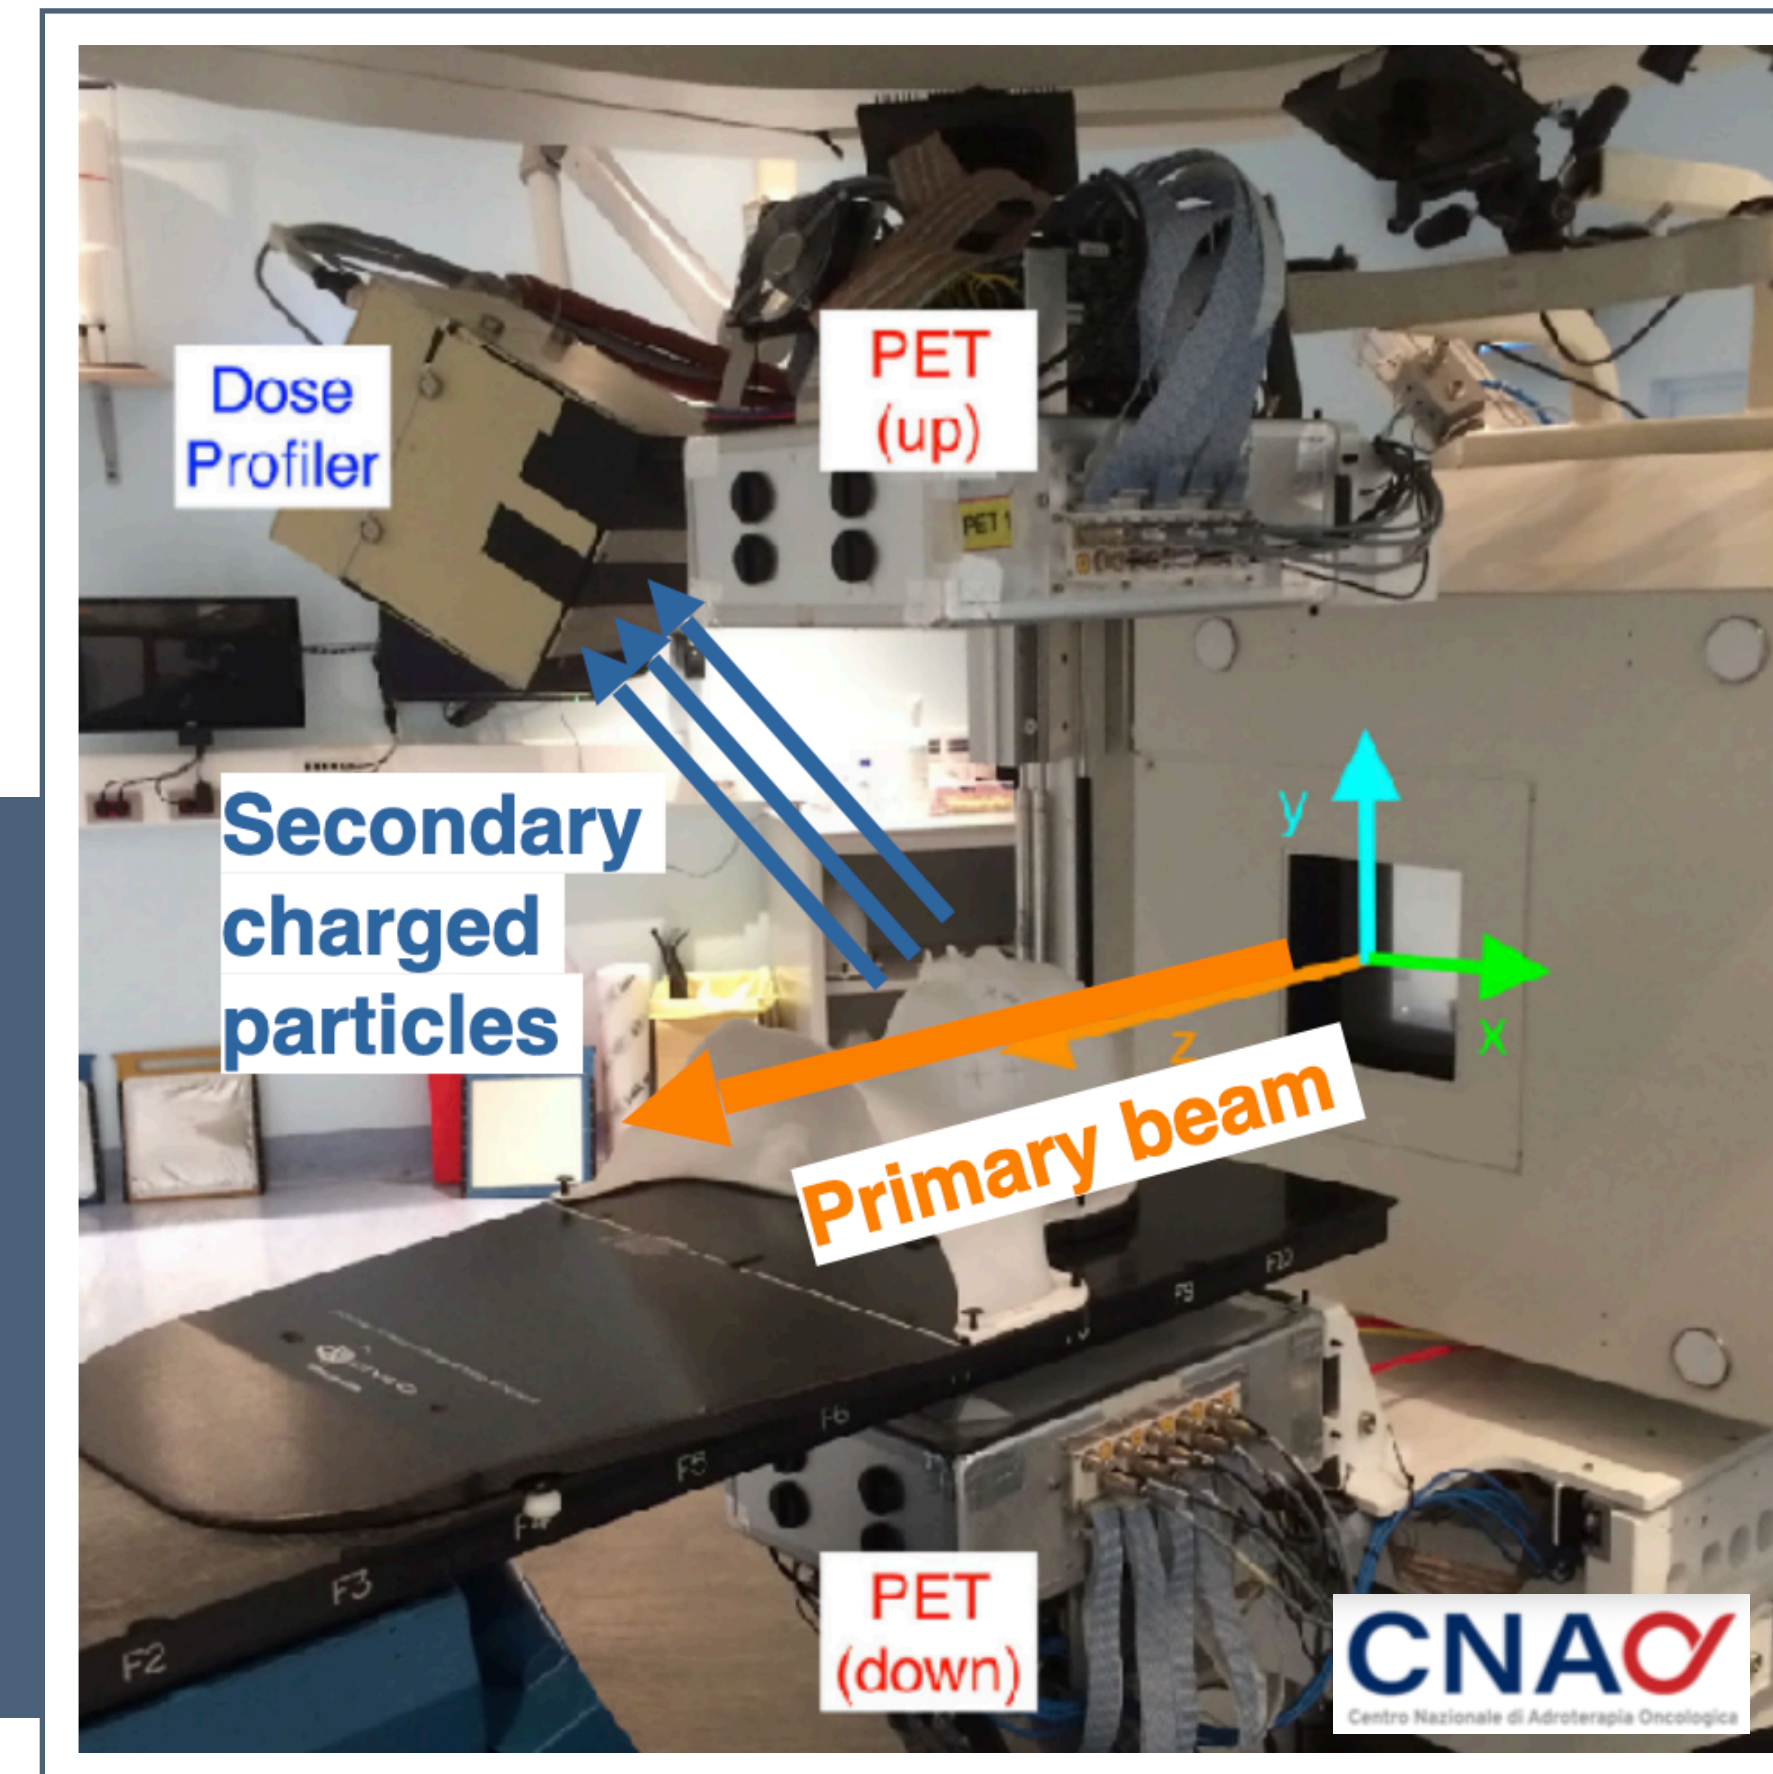 Dose
Profiler
PET
(up)
PET 1
Secondary
charged
particles
y
x
z
Primary beam
F10
F9
F6
F5
F3
F2
PET
(down)
CNAO
Centro Nazionale di Adroterapia Oncologica